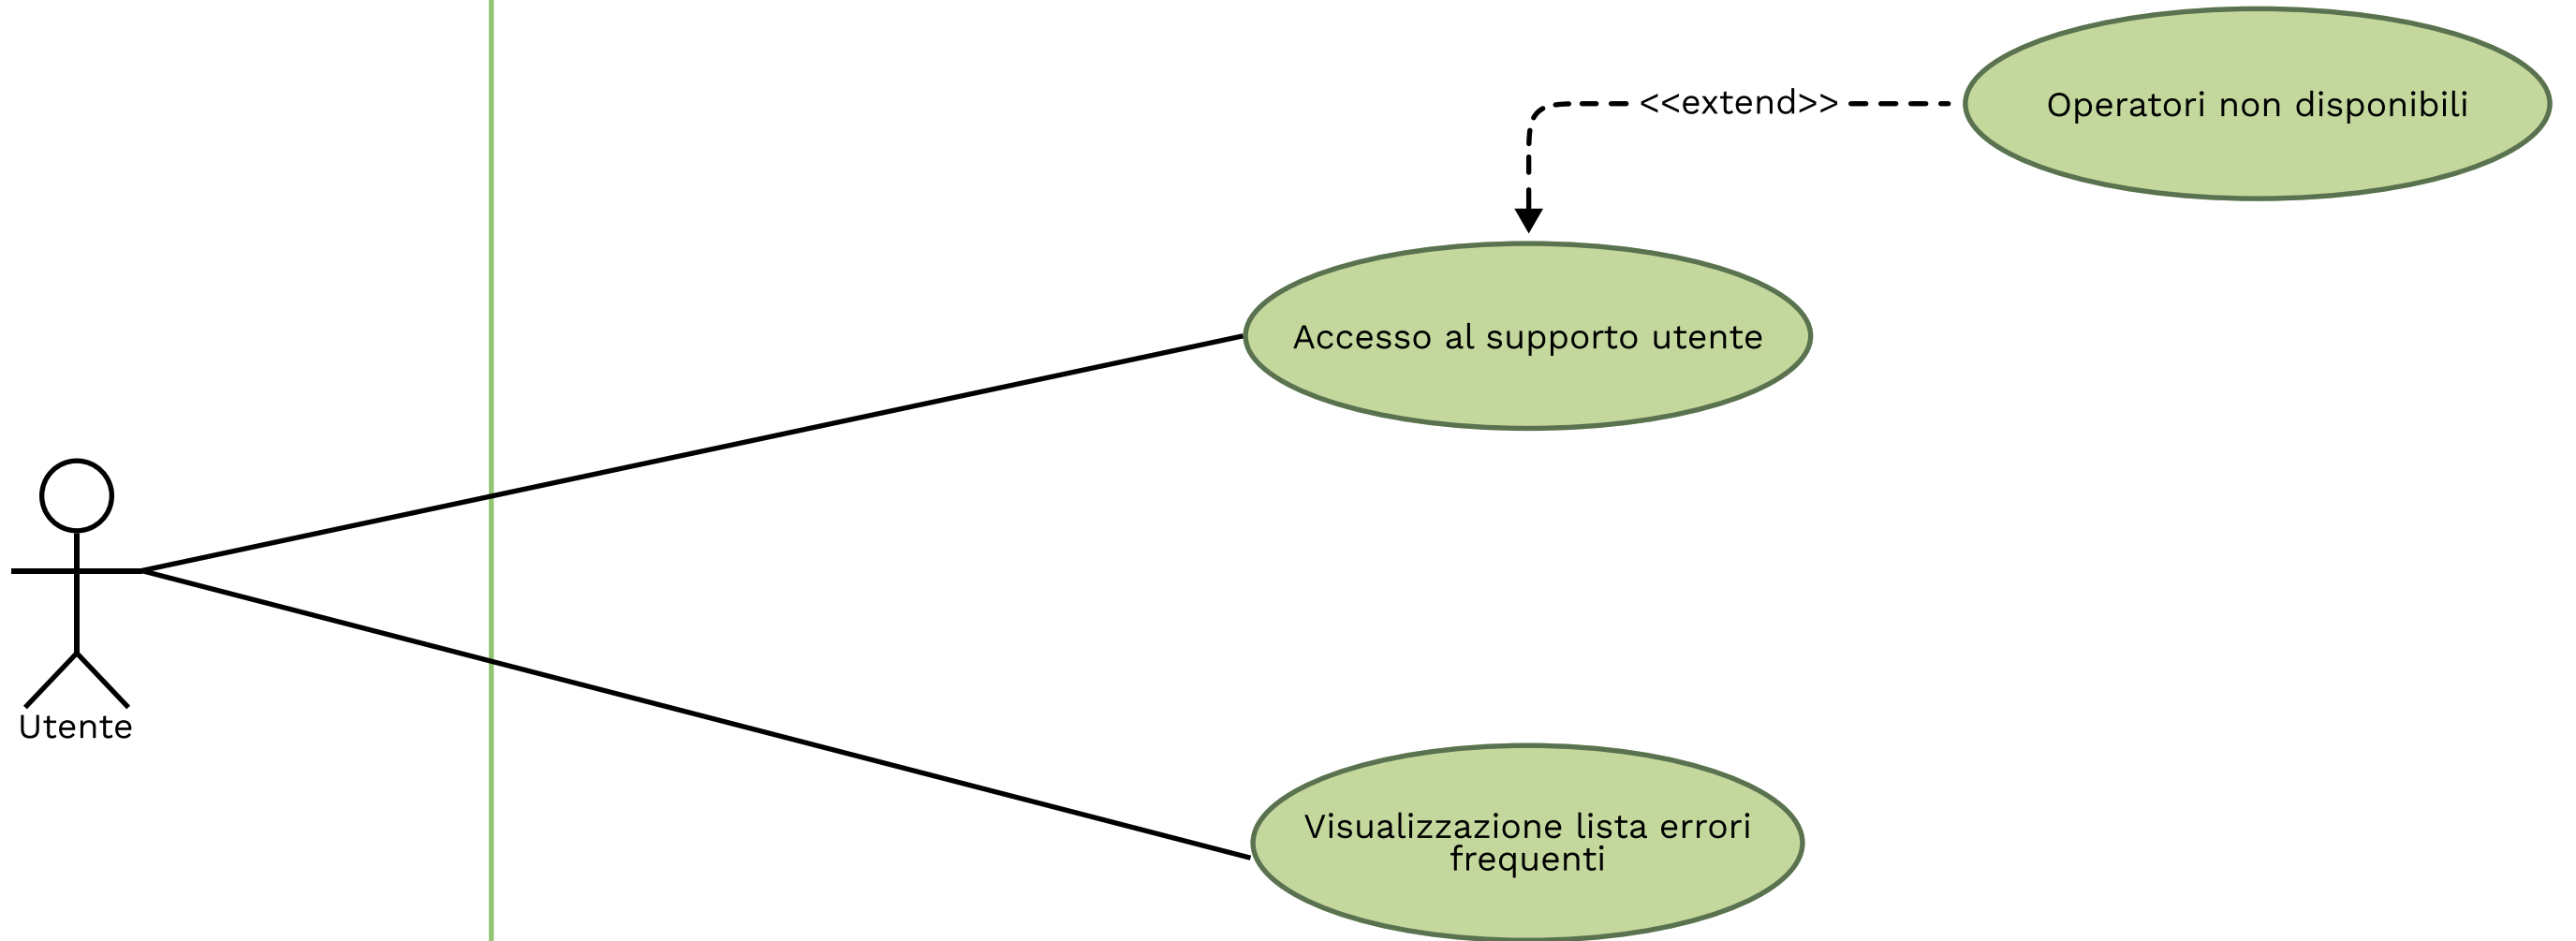 <<extend>>
Operatori non disponibili
Accesso al supporto utente
Utente
Visualizzazione lista errori
frequenti